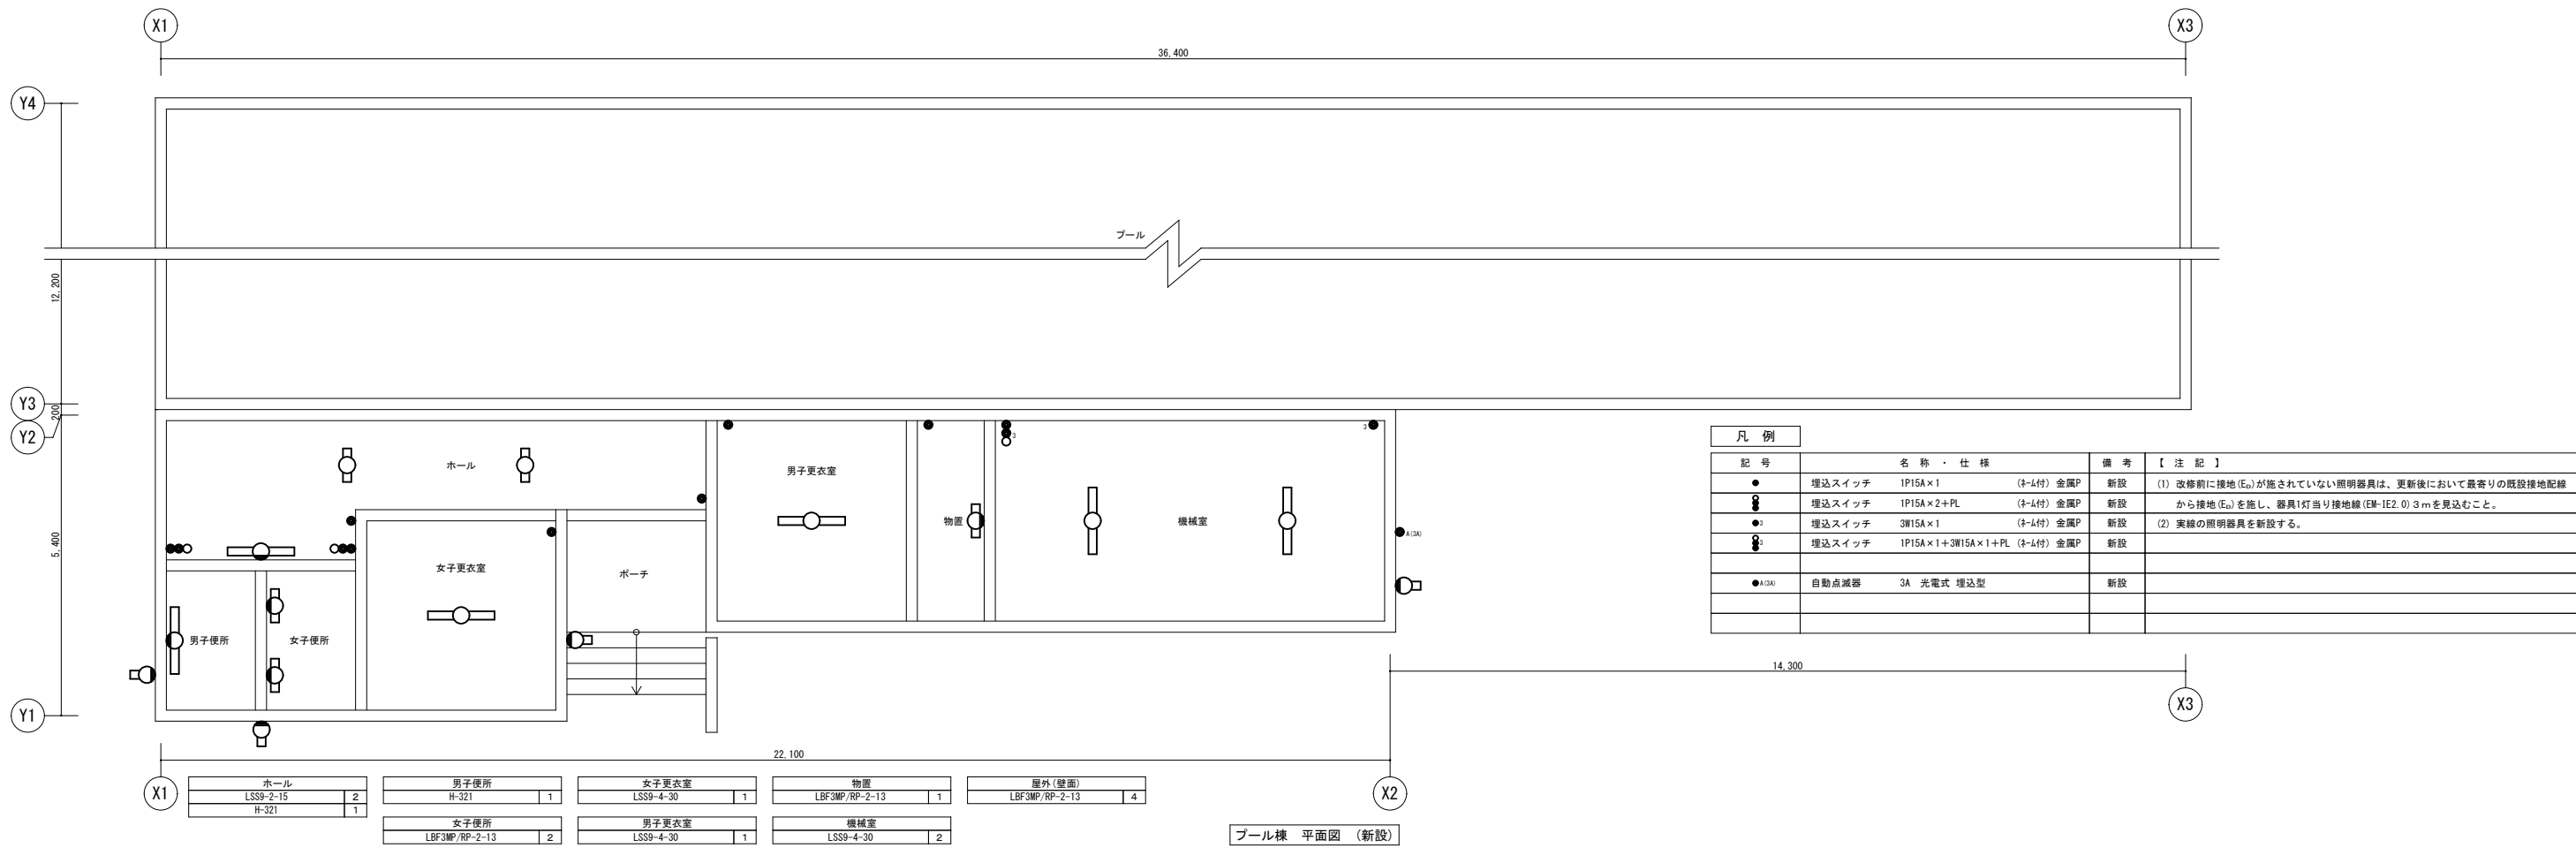 X1
X3
36,400
Y4
プール
12,200
Y3
200
Y2
5,400
Y1
ホール
男子更衣室
物置
機械室
3
3
A(3A)
女子更衣室
ポーチ
男子便所
女子便所
14,300
X3
22,100
X1
X2
凡 例
記 号 名 称 ・ 仕 様 備 考 【 注 記 】
埋込スイッチ 1P15A×1 (ﾈｰﾑ付) 金属P 新設 (1) 改修前に接地(ED)が施されていない照明器具は、更新後において最寄りの既設接地配線
埋込スイッチ 1P15A×2+PL (ﾈｰﾑ付) 金属P 新設 から接地(ED)を施し、器具1灯当り接地線(EM-IE2.0)3mを見込むこと。
●3 埋込スイッチ 3W15A×1 (ﾈｰﾑ付) 金属P 新設 (2) 実線の照明器具を新設する。
3 埋込スイッチ 1P15A×1+3W15A×1+PL (ﾈｰﾑ付) 金属P 新設
●A(3A) 自動点滅器 3A 光電式 埋込型 新設
ホール
LSS9-2-15 2
H-321 1
男子便所
H-321 1
女子便所
LBF3MP/RP-2-13 2
女子更衣室
LSS9-4-30 1
男子更衣室
LSS9-4-30 1
物置
LBF3MP/RP-2-13 1
機械室
LSS9-4-30 2
屋外(壁面)
LBF3MP/RP-2-13 4
プール棟 平面図 (新設)